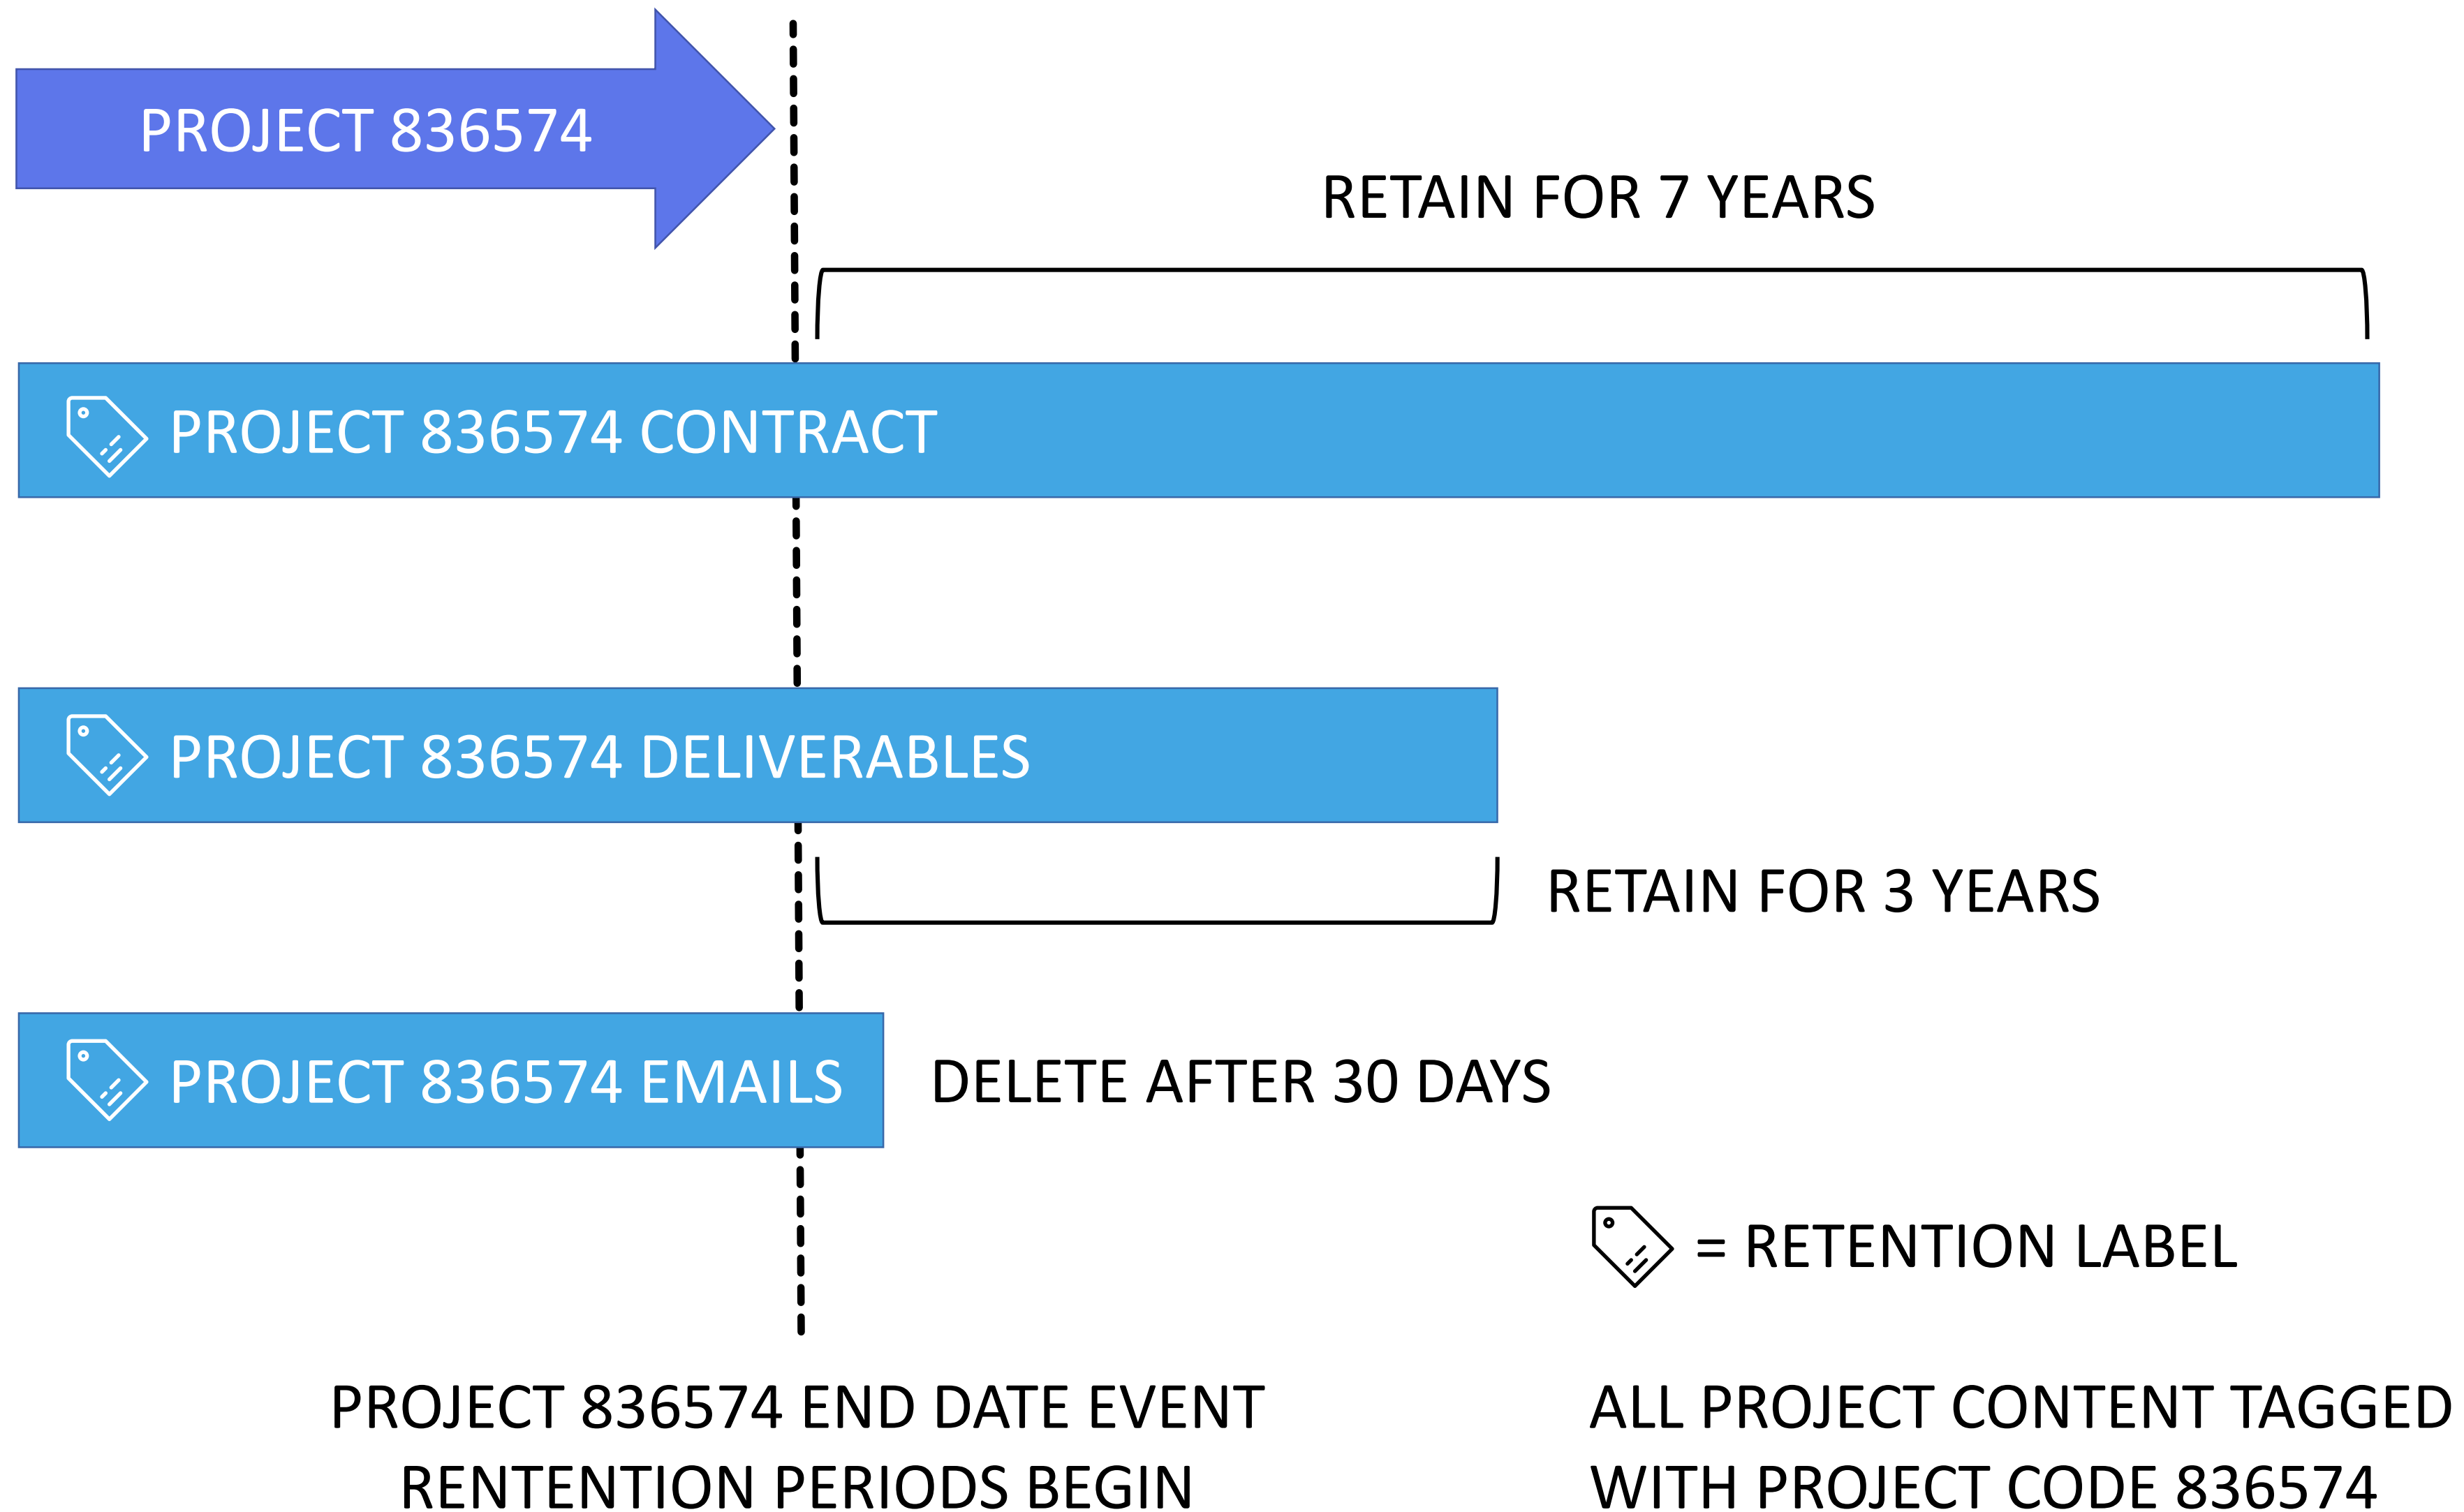 PROJECT 836574
RETAIN FOR 7 YEARS
PROJECT 836574 CONTRACT
PROJECT 836574 DELIVERABLES
RETAIN FOR 3 YEARS
PROJECT 836574 EMAILS
DELETE AFTER 30 DAYS
= RETENTION LABEL
PROJECT 836574 END DATE EVENT
RENTENTION PERIODS BEGIN
ALL PROJECT CONTENT TAGGED
WITH PROJECT CODE 836574